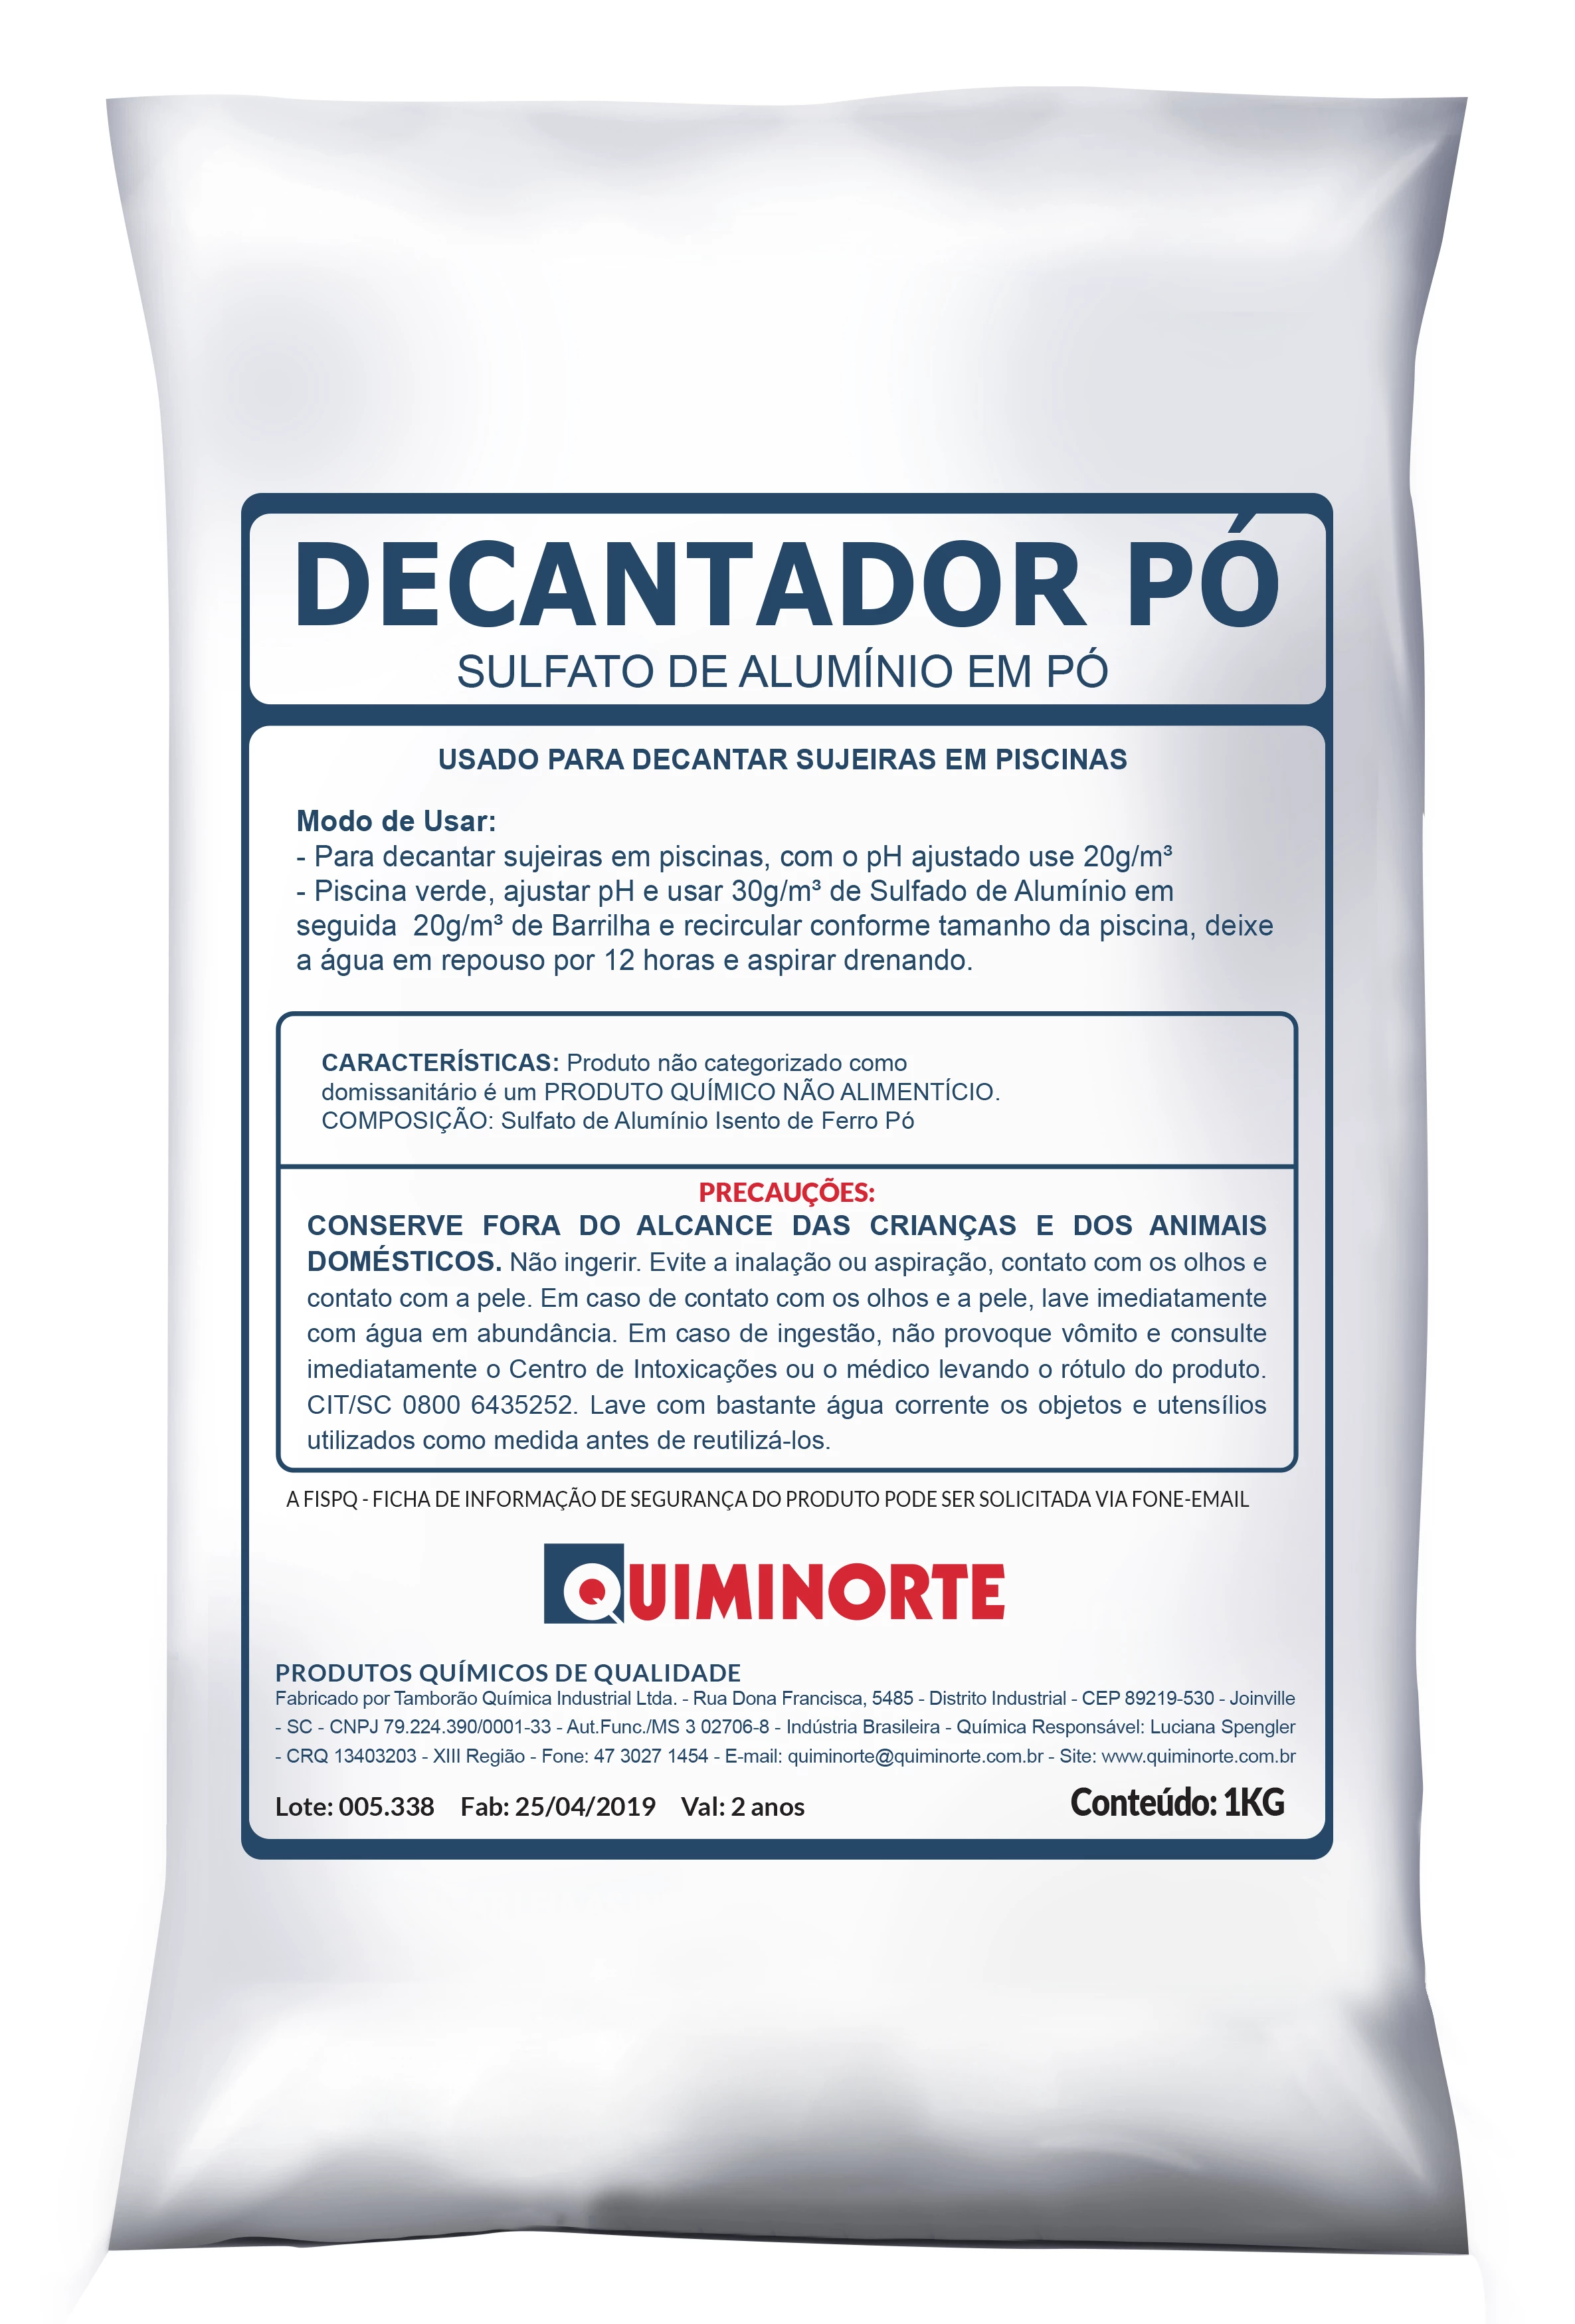 DECANTADOR PÓ
SULFATO DE ALUMÍNIO EM PÓ
USADO PARA DECANTAR SUJEIRAS EM PISCINAS
Modo de Usar:
- Para decantar sujeiras em piscinas, com o pH ajustado use 20g/m³
- Piscina verde, ajustar pH e usar 30g/m³ de Sulfado de Alumínio em
seguida 20g/m³ de Barrilha e recircular conforme tamanho da piscina, deixe
a água em repouso por 12 horas e aspirar drenando.
CARACTERÍSTICAS: Produto não categorizado como
domissanitário é um PRODUTO QUÍMICO NÃO ALIMENTÍCIO.
COMPOSIÇÃO: Sulfato de Alumínio Isento de Ferro Pó
PRECAUÇÕES:
CONSERVE FORA DO ALCANCE DAS CRIANÇAS E DOS ANIMAIS
DOMÉSTICOS. Não ingerir. Evite a inalação ou aspiração, contato com os olhos e
contato com a pele. Em caso de contato com os olhos e a pele, lave imediatamente
com água em abundância. Em caso de ingestão, não provoque vômito e consulte
imediatamente o Centro de Intoxicações ou o médico levando o rótulo do produto.
CIT/SC 0800 6435252. Lave com bastante água corrente os objetos e utensílios
utilizados como medida antes de reutilizá-los.
A FISPQ - FICHA DE INFORMAÇÃO DE SEGURANÇA DO PRODUTO PODE SER SOLICITADA VIA FONE-EMAIL
QUIMINORTE
PRODUTOS QUÍMICOS DE QUALIDADE
Fabricado por Tamborão Química Industrial Ltda. - Rua Dona Francisca, 5485 - Distrito Industrial - CEP 89219-530 - Joinville
- SC - CNPJ 79.224.390/0001-33 - Aut.Func./MS 3 02706-8 - Indústria Brasileira - Química Responsável: Luciana Spengler
- CRQ 13403203 - XIII Região - Fone: 47 3027 1454 - E-mail: quiminorte@quiminorte.com.br - Site: www.quiminorte.com.br
Lote: 005.338 Fab: 25/04/2019 Val: 2 anos
Conteúdo: 1KG